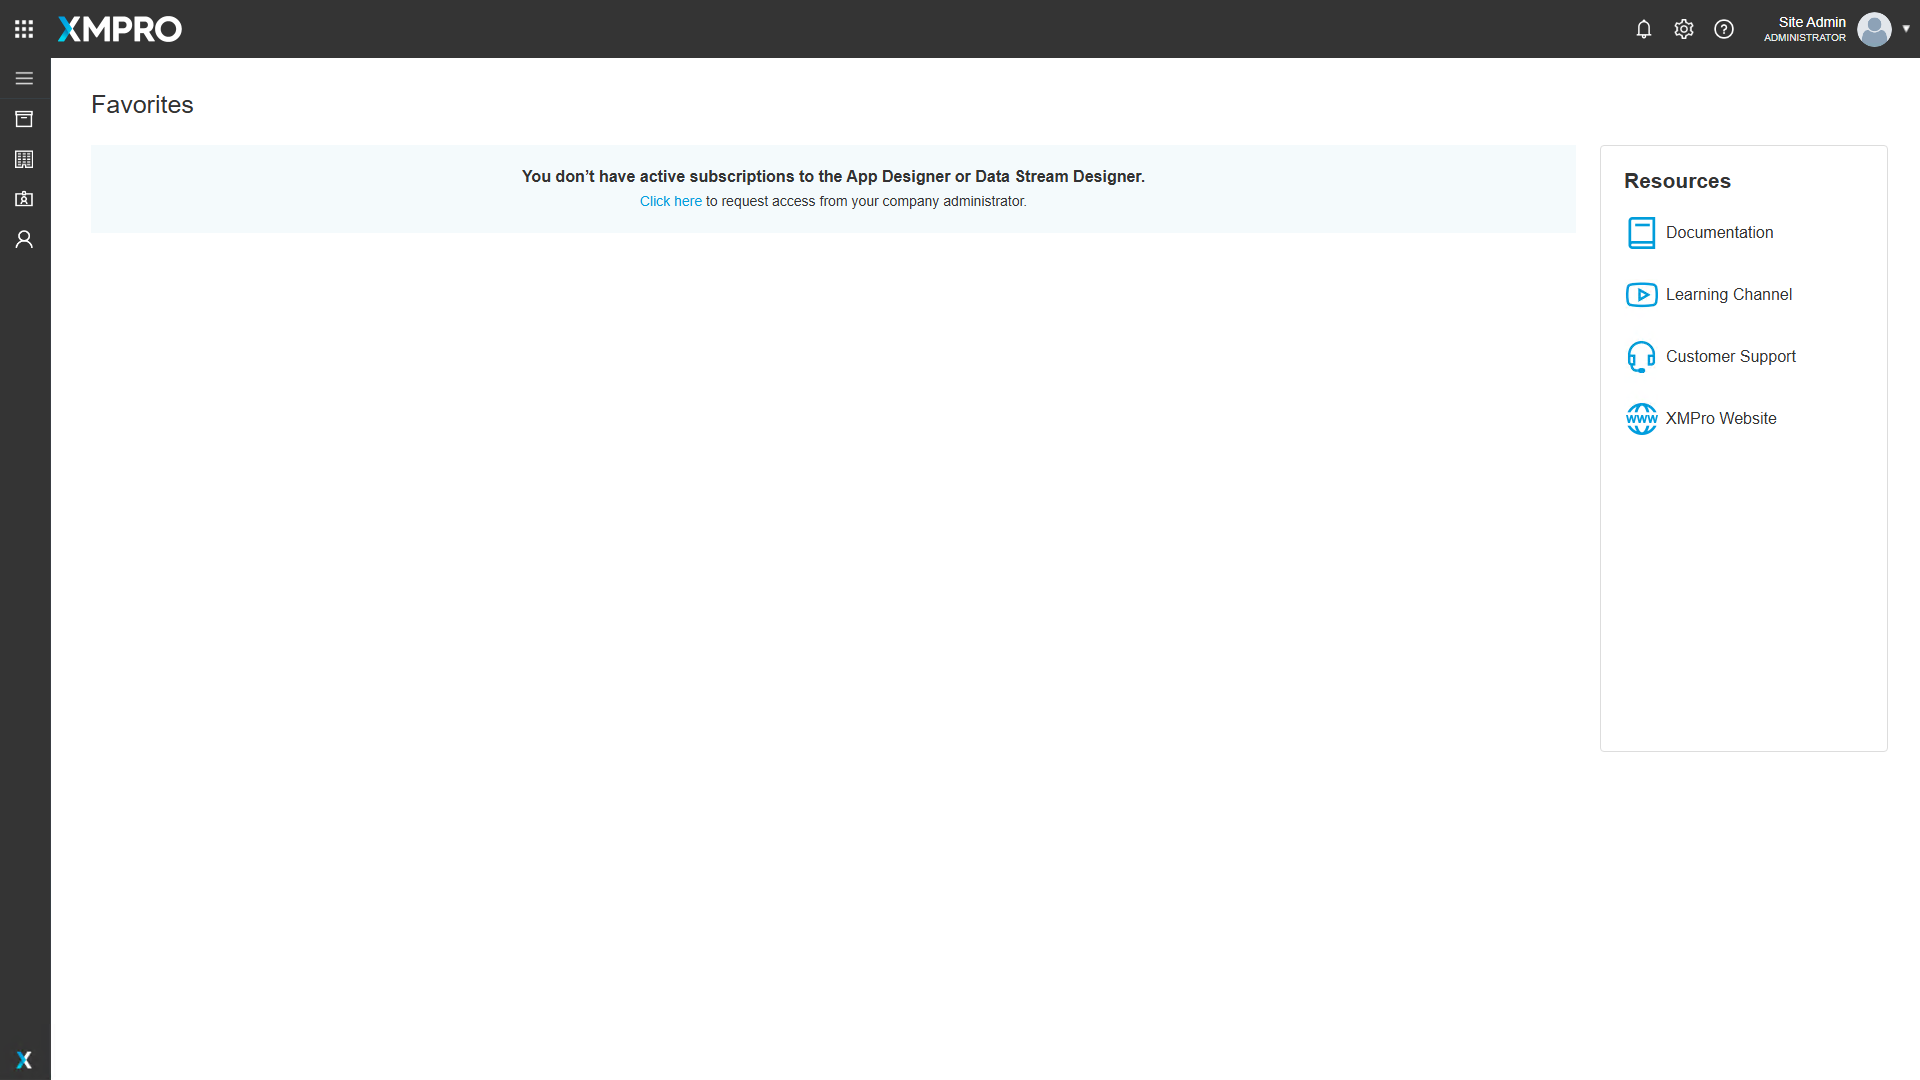 XMPRO
Site Admin
ADMINISTRATOR
Favorites
You don’t have active subscriptions to the App Designer or Data Stream Designer.
Click here to request access from your company administrator.
Resources
Documentation
Learning Channel
Customer Support
www XMPro Website
X